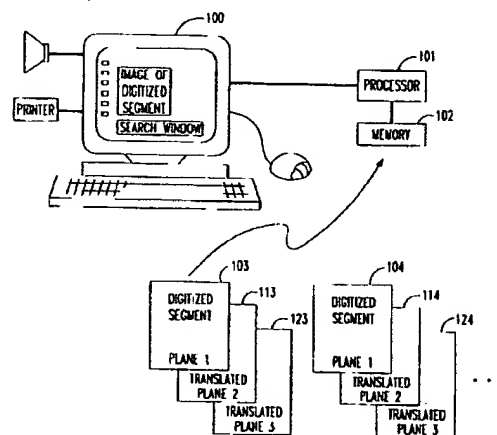 100
101
IMAGE OF
DIGITIZED
SEGMENT
PROCESSOR
102
PRINTER
SEARCH WINDOW
MEMORY
103
104
113
114
DIGITIZED
SEGMENT
123
DIGITIZED
SEGMENT
124
PLANE 1
PLANE 1
TRANSLATED
PLANE 2
TRANSLATED
PLANE 2
TRANSLATED
PLANE 3
TRANSLATED
PLANE 3